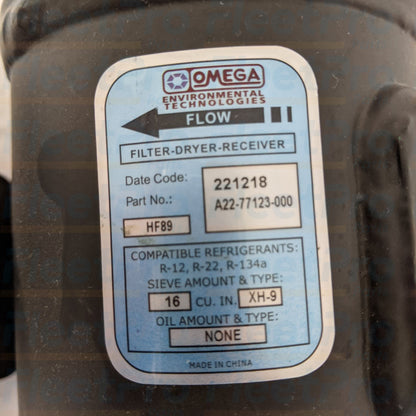 OMEGA
ENVIRONMENTAL
TECHNOLOGIES
FLOW
FILTER-DRYER-RECEIVER
Date Code: 221218
Part No.: A22-77123-000
HF89
COMPATIBLE REFRIGERANTS:
R-12, R-22, R-134a
SIEVE AMOUNT & TYPE:
16 CU. IN. XH-9
OIL AMOUNT & TYPE:
NONE
MADE IN CHINA